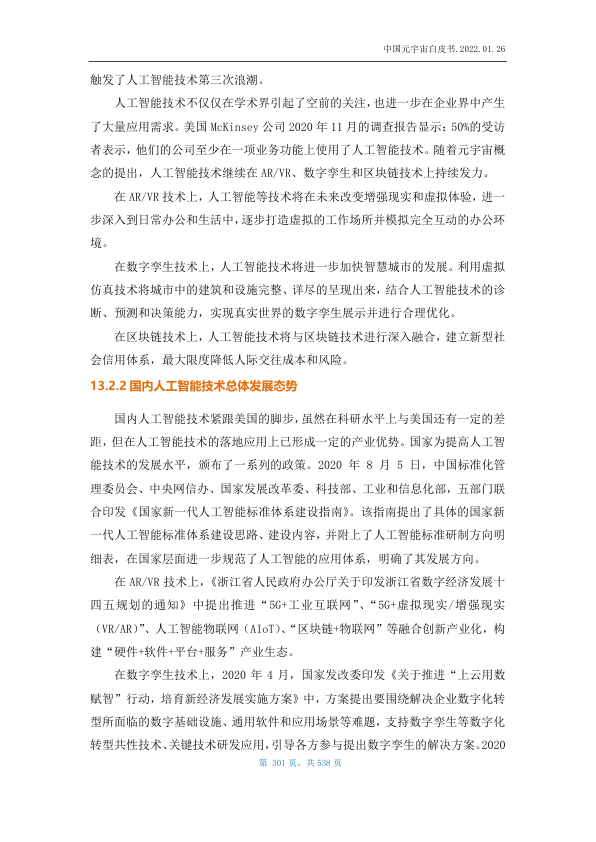 中国元宇宙白皮书.2022.01.26
触发了人工智能技术第三次浪潮。
人工智能技术不仅仅在学术界引起了空前的关注，也进一步在企业界中产生
了大量应用需求。美国 McKinsey 公司 2020 年 11 月的调查报告显示：50%的受访
者表示，他们的公司至少在一项业务功能上使用了人工智能技术。随着元宇宙概
念的提出，人工智能技术继续在 AR/VR、数字孪生和区块链技术上持续发力。
在 AR/VR 技术上，人工智能等技术将在未来改变增强现实和虚拟体验，进一
步深入到日常办公和生活中，逐步打造虚拟的工作场所并模拟完全互动的办公环
境。
在数字孪生技术上，人工智能技术将进一步加快智慧城市的发展。利用虚拟
仿真技术将城市中的建筑和设施完整、详尽的呈现出来，结合人工智能技术的诊
断、预测和决策能力，实现真实世界的数字孪生展示并进行合理优化。
在区块链技术上，人工智能技术将与区块链技术进行深入融合，建立新型社
会信用体系，最大限度降低人际交往成本和风险。
13.2.2 国内人工智能技术总体发展态势
国内人工智能技术紧跟美国的脚步，虽然在科研水平上与美国还有一定的差
距，但在人工智能技术的落地应用上已形成一定的产业优势。国家为提高人工智
能技术的发展水平，颁布了一系列的政策。2020 年 8 月 5 日，中国标准化管
理委员会、中央网信办、国家发展改革委、科技部、工业和信息化部，五部门联
合印发《国家新一代人工智能标准体系建设指南》。该指南提出了具体的国家新
一代人工智能标准体系建设思路、建设内容，并附上了人工智能标准研制方向明
细表，在国家层面进一步规范了人工智能的应用体系，明确了其发展方向。
在 AR/VR 技术上，《浙江省人民政府办公厅关于印发浙江省数字经济发展十
四五规划的通知》中提出推进“5G+工业互联网”、“5G+虚拟现实/增强现实
（VR/AR）”、人工智能物联网（AIoT）、“区块链+物联网”等融合创新产业化，构
建“硬件+软件+平台+服务”产业生态。
在数字孪生技术上，2020 年 4 月，国家发改委印发《关于推进“上云用数
赋智”行动，培育新经济发展实施方案》中，方案提出要围绕解决企业数字化转
型所面临的数字基础设施、通用软件和应用场景等难题，支持数字孪生等数字化
转型共性技术、关键技术研发应用，引导各方参与提出数字孪生的解决方案。2020
第 301 页，共 538 页